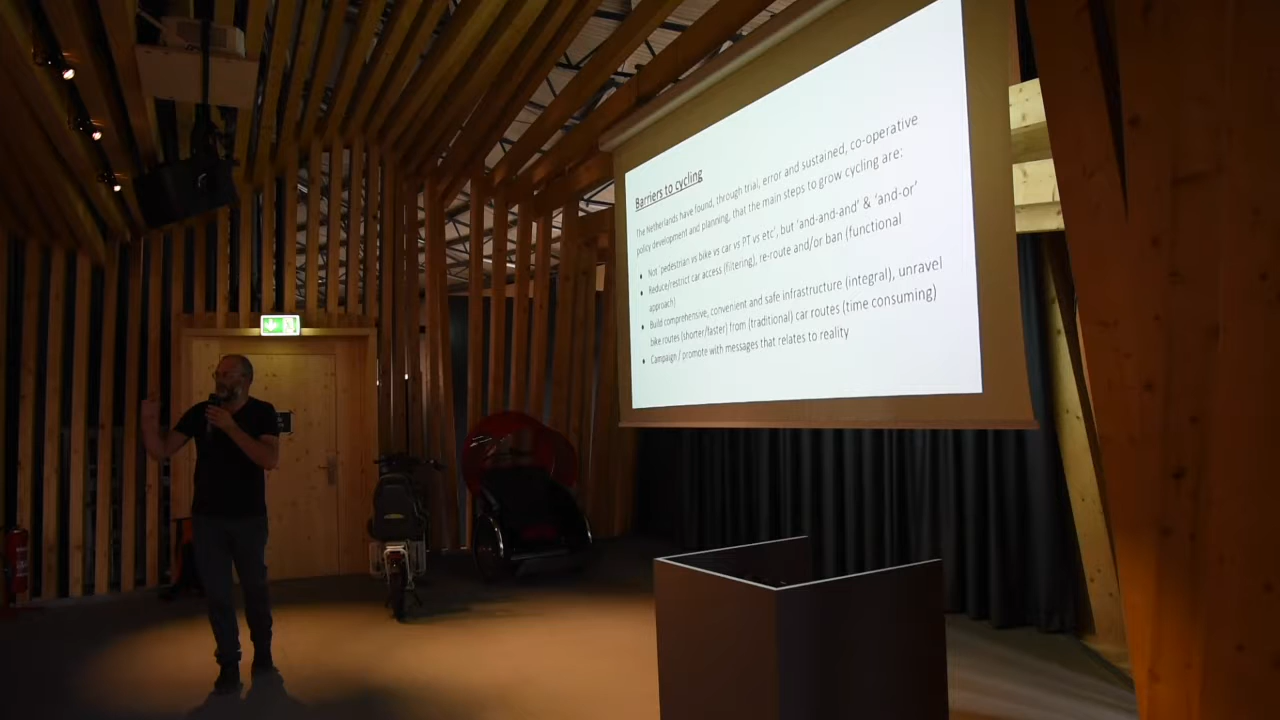 Barriers to cycling
The Netherlands have found, through trial, error and sustained, co-operative
policy development and planning, that the main steps to grow cycling are:
• Not 'pedestrian vs bike vs car vs PT vs etc', but 'and-and-and' & 'and-or'
• Reduce/restrict car access (filtering), re-route and/or ban (functional
approach)
• Build comprehensive, convenient and safe infrastructure (integral), unravel
bike routes (shorter/faster) from (traditional) car routes (time consuming)
• Campaign / promote with messages that relates to reality